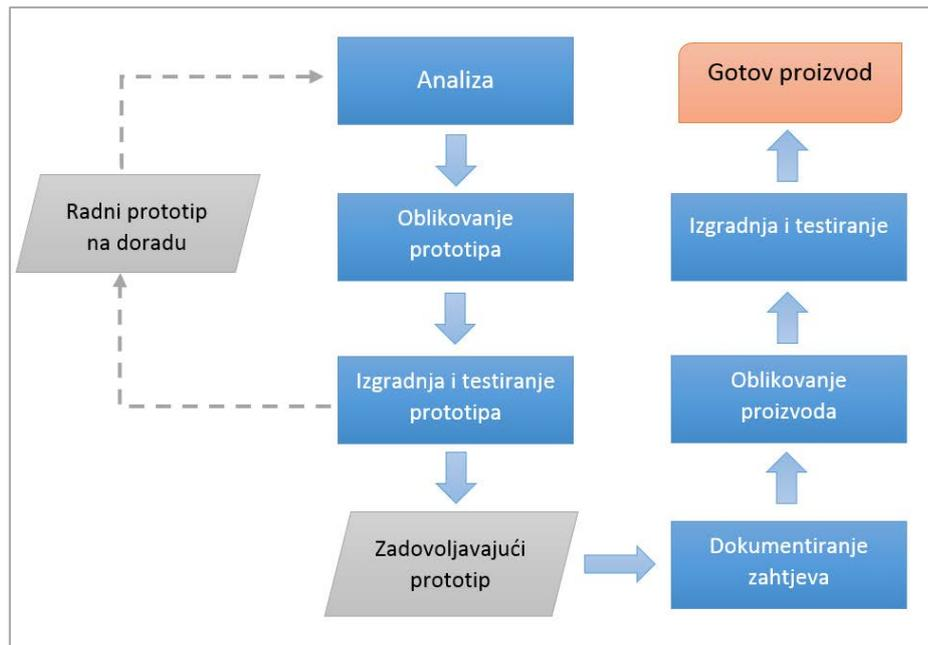 Analiza
Gotov proizvod
Radni prototip
na doradu
Oblikovanje
prototipa
Izgradnja i testiranje
Izgradnja i testiranje
prototipa
Oblikovanje
proizvoda
Zadovoljavajući
prototip
Dokumentiranje
zahtjeva